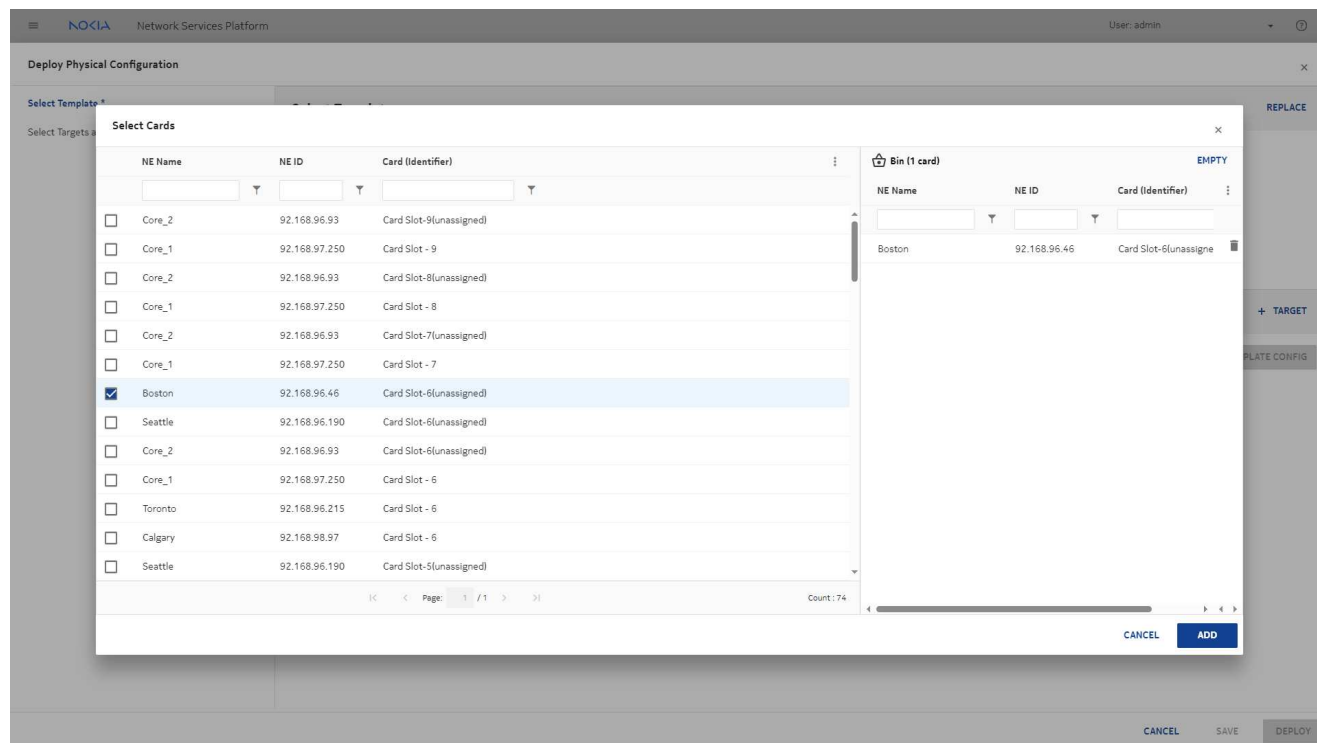 NOKIA Network Services Platform User: admin
Deploy Physical Configuration
Select Template *
REPLACE
Select Targets a
Select Cards
NE Name NE ID Card (Identifier)
Bin (1 card) EMPTY
NE Name NE ID Card (Identifier)
Core_2 92.168.96.93 Card Slot-9(unassigned)
Core_1 92.168.97.250 Card Slot - 9
Boston 92.168.96.46 Card Slot-6(unassigne
Core_2 92.168.96.93 Card Slot-8(unassigned)
Core_1 92.168.97.250 Card Slot - 8
+ TARGET
Core_2 92.168.96.93 Card Slot-7(unassigned)
Core_1 92.168.97.250 Card Slot - 7
PLATE CONFIG
Boston 92.168.96.46 Card Slot-6(unassigned)
Seattle 92.168.96.190 Card Slot-6(unassigned)
Core_2 92.168.96.93 Card Slot-6(unassigned)
Core_1 92.168.97.250 Card Slot - 6
Toronto 92.168.96.215 Card Slot - 6
Calgary 92.168.98.97 Card Slot - 6
Seattle 92.168.96.190 Card Slot-5(unassigned)
Page: 1 / 1 Count : 74
CANCEL ADD
CANCEL SAVE DEPLOY